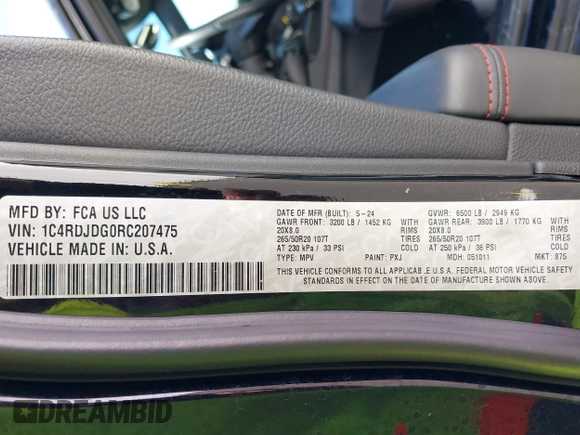 MFD BY: FCA US LLC
VIN: 1C4RDJDG0RC207475
VEHICLE MADE IN: U.S.A.
DATE OF MFR (BUILT): 5-24
GVWR: 6500 LB / 2949 KG
GAWR FRONT: 3200 LB / 1452 KG WITH
GAWR REAR: 3900 LB / 1770 KG WITH
20X8.0 RIMS
20X8.0 RIMS
265/50R20 107T TIRES
265/50R20 107T TIRES
AT 230 kPa / 33 PSI COLD
AT 250 kPa / 36 PSI COLD
TYPE: MPV PAINT: PXJ MDH: 051011 MKT: 875
THIS VEHICLE CONFORMS TO ALL APPLICABLE U.S.A. FEDERAL MOTOR VEHICLE SAFETY
STANDARDS IN EFFECT ON THE DATE OF MANUFACTURE SHOWN ABOVE.
DREAMBID